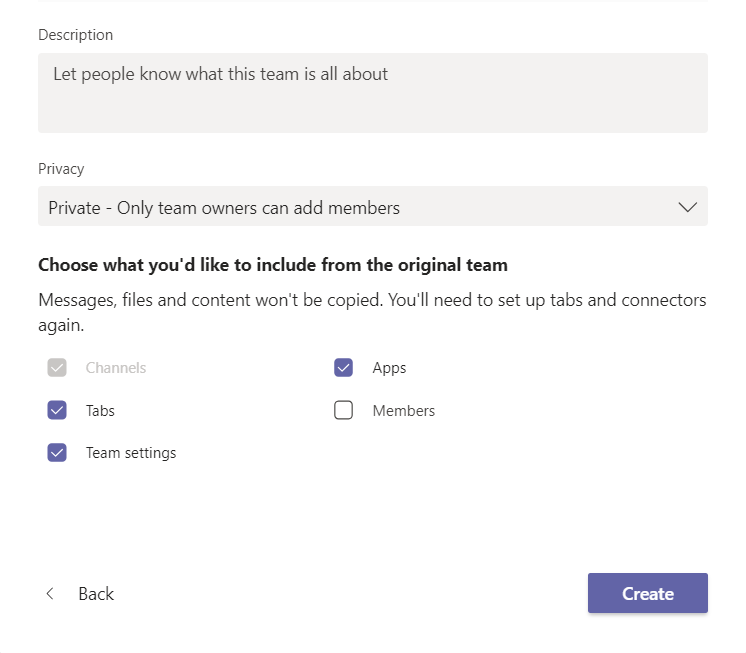 Description
Let people know what this team is all about
Privacy
Private - Only team owners can add members
Choose what you'd like to include from the original team
Messages, files and content won't be copied. You'll need to set up tabs and connectors
again.
Channels
Apps
Tabs
Members
Team settings
Back
Create